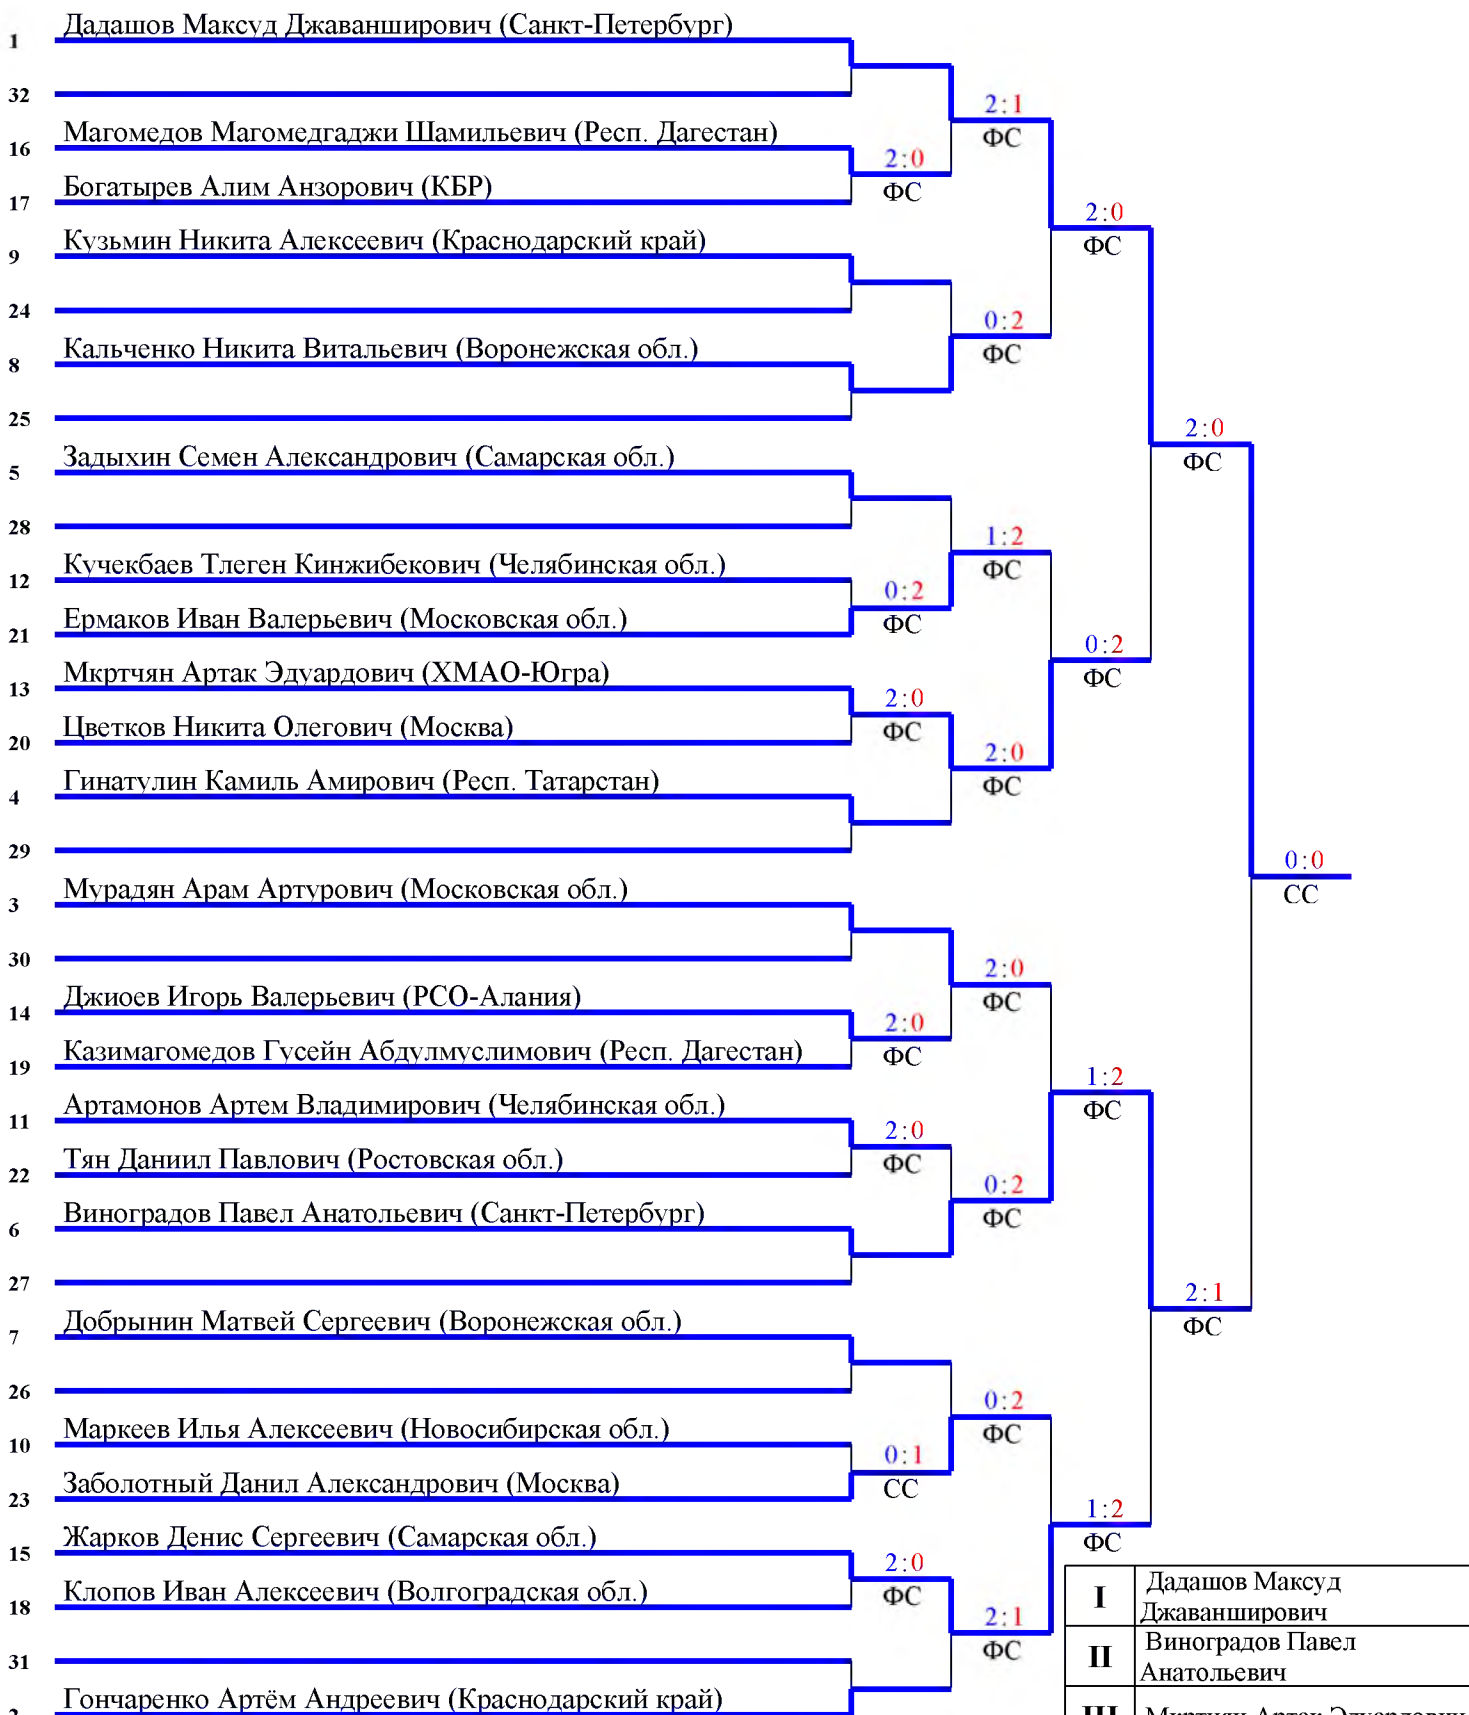 Дадашов Максуд Джаванширович (Санкт-Петербург)
1
32
2:1
ФС
Магомедов Магомедгаджи Шамильевич (Респ. Дагестан)
16
2:0
ФС
Богатырев Алим Анзорович (КБР)
17
2:0
ФС
Кузьмин Никита Алексеевич (Краснодарский край)
9
24
0:2
ФС
Кальченко Никита Витальевич (Воронежская обл.)
8
25
2:0
ФС
Задыхин Семен Александрович (Самарская обл.)
5
28
1:2
ФС
Кучекбаев Тлеген Кинжибекович (Челябинская обл.)
12
0:2
ФС
Ермаков Иван Валерьевич (Московская обл.)
21
0:2
ФС
Мкртчян Артак Эдуардович (ХМАО-Югра)
13
2:0
ФС
Цветков Никита Олегович (Москва)
20
2:0
ФС
Гинатулин Камиль Амирович (Респ. Татарстан)
4
29
0:0
СС
Мурадян Арам Артурович (Московская обл.)
3
30
2:0
ФС
Джиоев Игорь Валерьевич (РСО-Алания)
14
2:0
ФС
Казимагомедов Гусейн Абдулмуслимович (Респ. Дагестан)
19
1:2
ФС
Артамонов Артем Владимирович (Челябинская обл.)
11
2:0
ФС
Тян Даниил Павлович (Ростовская обл.)
22
0:2
ФС
Виноградов Павел Анатольевич (Санкт-Петербург)
6
27
2:1
ФС
Добрынин Матвей Сергеевич (Воронежская обл.)
7
26
0:2
ФС
Маркеев Илья Алексеевич (Новосибирская обл.)
10
0:1
СС
Заболотный Данил Александрович (Москва)
23
1:2
ФС
Жарков Денис Сергеевич (Самарская обл.)
15
2:0
ФС
Клопов Иван Алексеевич (Волгоградская обл.)
18
2:1
ФС
31
Гончаренко Артём Андреевич (Краснодарский край)
2
I
Дадашов Максуд
Джаванширович
II
Виноградов Павел
Анатольевич
III
Мкртчян Артак Эдуардович